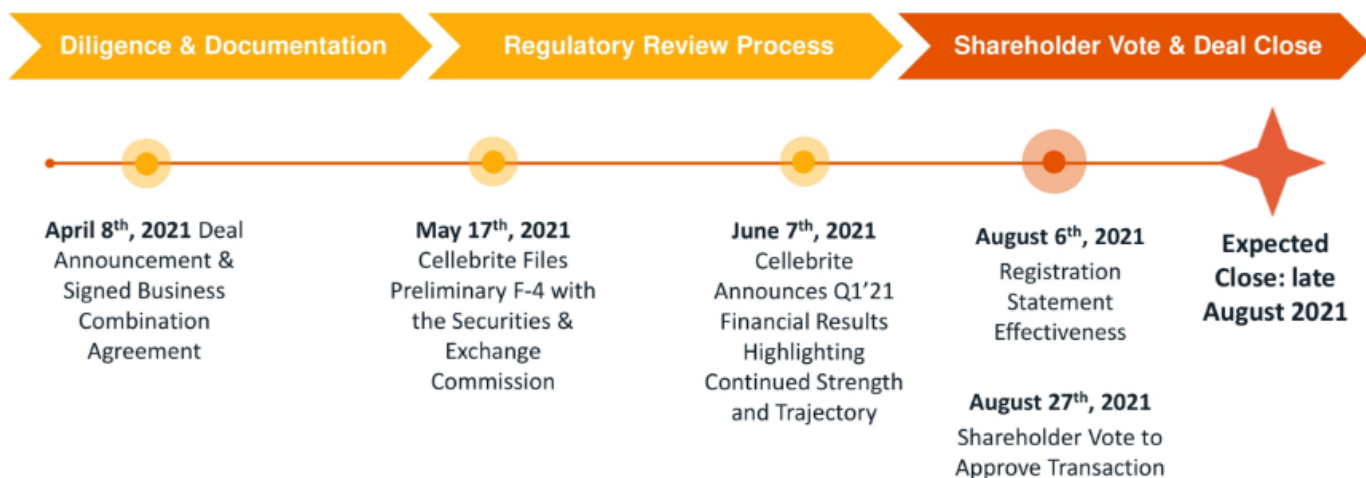 Diligence & Documentation
Regulatory Review Process
Shareholder Vote & Deal Close
April 8th, 2021 Deal
Announcement &
Signed Business
Combination
Agreement
May 17th, 2021
Cellebrite Files
Preliminary F-4 with
the Securities &
Exchange
Commission
June 7th, 2021
Cellebrite
Announces Q1'21
Financial Results
Highlighting
Continued Strength
and Trajectory
August 6th, 2021
Registration
Statement
Effectiveness
August 27th, 2021
Shareholder Vote to
Approve Transaction
Expected
Close: late
August 2021